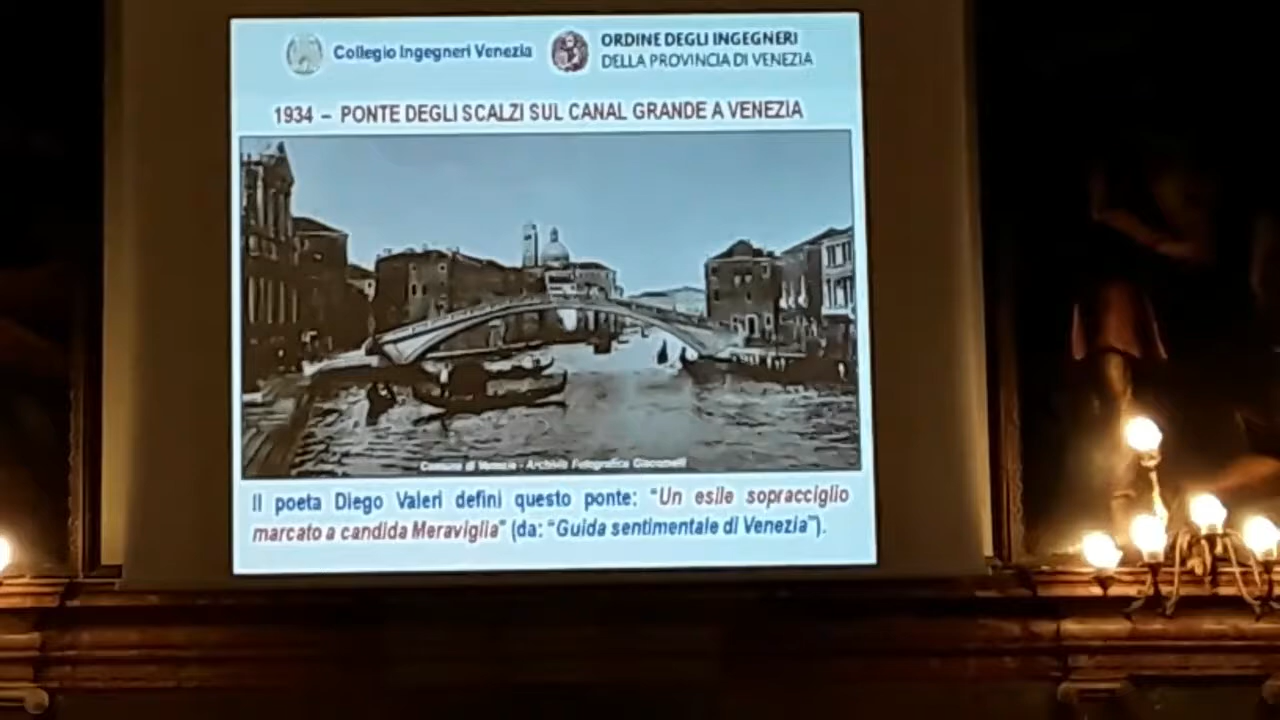 Collegio Ingegneri Venezia
ORDINE DEGLI INGEGNERI
DELLA PROVINCIA DI VENEZIA
1934 – PONTE DEGLI SCALZI SUL CANAL GRANDE A VENEZIA
Comune di Venezia - Archivio Fotografico Giacomelli
Il poeta Diego Valeri definì questo ponte: "Un esile sopracciglio
marcato a candida Meraviglia" (da: "Guida sentimentale di Venezia").